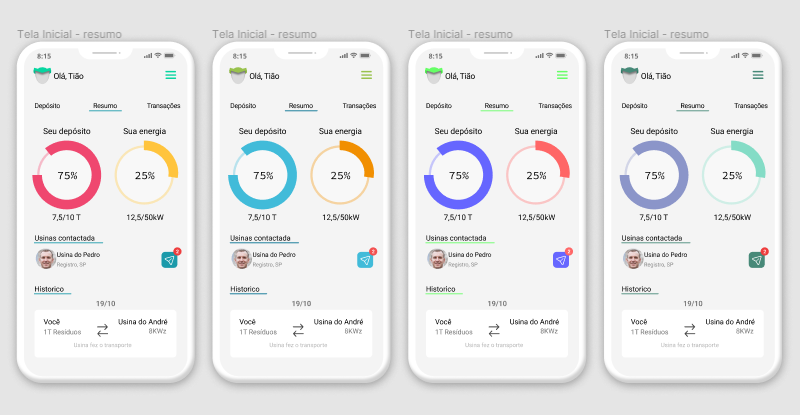 Tela Inicial - resumo
8:15
Olá, Tião
Depósito Resumo Transações
Seu depósito Sua energia
75% 25%
7,5/10 T 12,5/50kW
Usinas contactada
Usina do Pedro
Registro, SP
2
Historico
19/10
Você Usina do André
1T Resíduos 8KWz
Usina fez o transporte
Tela Inicial - resumo
8:15
Olá, Tião
Depósito Resumo Transações
Seu depósito Sua energia
75% 25%
7,5/10 T 12,5/50kW
Usinas contactada
Usina do Pedro
Registro, SP
2
Historico
19/10
Você Usina do André
1T Resíduos 8KWz
Usina fez o transporte
Tela Inicial - resumo
8:15
Olá, Tião
Depósito Resumo Transações
Seu depósito Sua energia
75% 25%
7,5/10 T 12,5/50kW
Usinas contactada
Usina do Pedro
Registro, SP
2
Historico
19/10
Você Usina do André
1T Resíduos 8KWz
Usina fez o transporte
Tela Inicial - resumo
8:15
Olá, Tião
Depósito Resumo Transações
Seu depósito Sua energia
75% 25%
7,5/10 T 12,5/50kW
Usinas contactada
Usina do Pedro
Registro, SP
2
Historico
19/10
Você Usina do André
1T Resíduos 8KWz
Usina fez o transporte